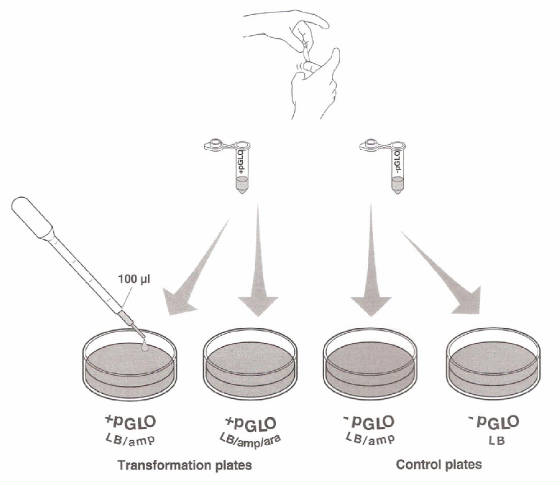 +pGLO
-pGLO
100 µl
+pGLO
LB/amp
+pGLO
LB/amp/ara
-pGLO
LB/amp
-pGLO
LB
Transformation plates
Control plates